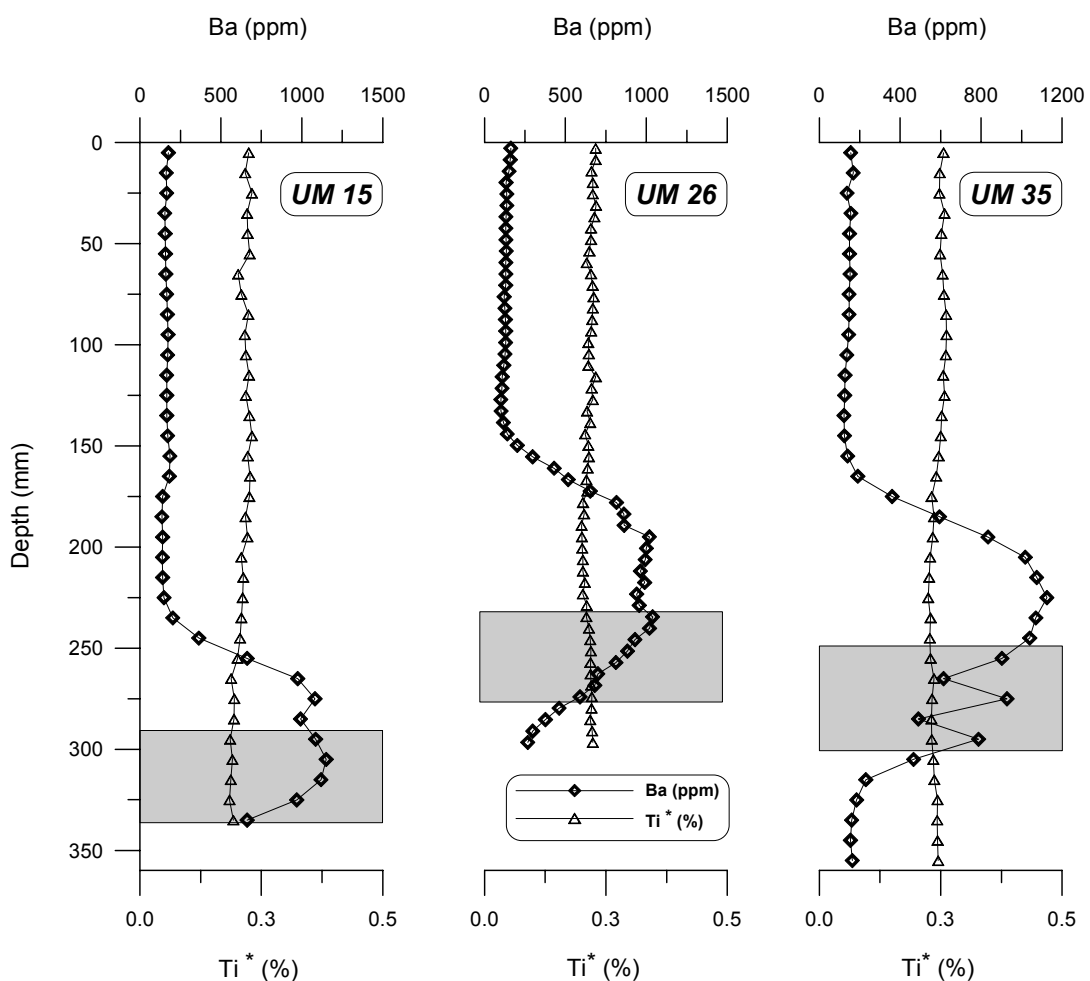 Ba (ppm) Ba (ppm) Ba (ppm)
0 500 1000 1500 0 500 1000 1500 0 400 800 1200
0
UM 15 UM 26 UM 35
50
100
150
Depth (mm)
200
250
300
Ba (ppm)
Ti * (%)
350
0.0 0.3 0.5 0.0 0.3 0.5 0.0 0.3 0.5
Ti * (%) Ti* (%) Ti* (%)